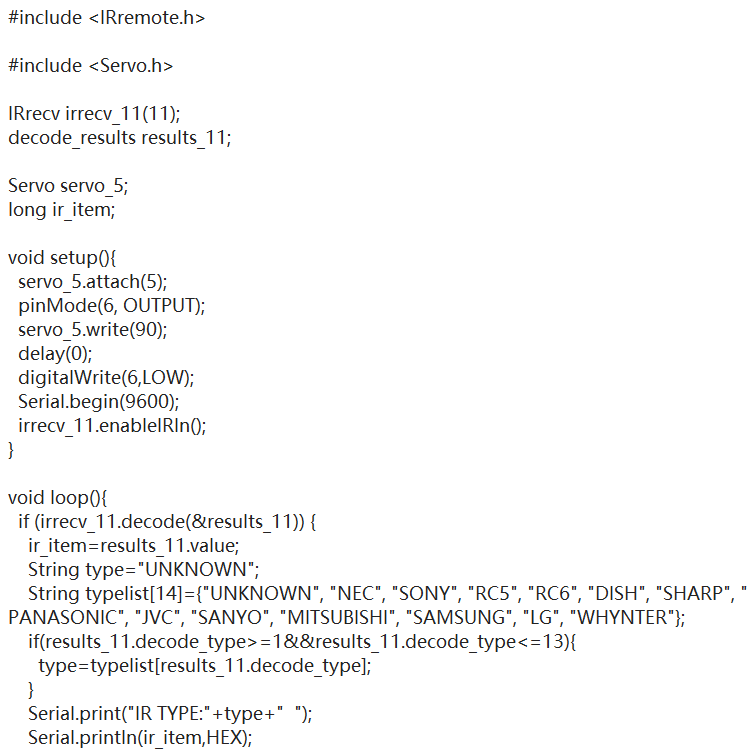 #include <IRremote.h>

#include <Servo.h>

IRrecv irrecv_11(11);
decode_results results_11;

Servo servo_5;
long ir_item;

void setup(){
  servo_5.attach(5);
  pinMode(6, OUTPUT);
  servo_5.write(90);
  delay(0);
  digitalWrite(6,LOW);
  Serial.begin(9600);
  irrecv_11.enableIRIn();
}

void loop(){
  if (irrecv_11.decode(&results_11)) {
    ir_item=results_11.value;
    String type="UNKNOWN";
    String typelist[14]={"UNKNOWN", "NEC", "SONY", "RC5", "RC6", "DISH", "SHARP", "
PANASONIC", "JVC", "SANYO", "MITSUBISHI", "SAMSUNG", "LG", "WHYNTER"};
    if(results_11.decode_type>=1&&results_11.decode_type<=13){
      type=typelist[results_11.decode_type];
    }
    Serial.print("IR TYPE:"+type+"  ");
    Serial.println(ir_item,HEX);